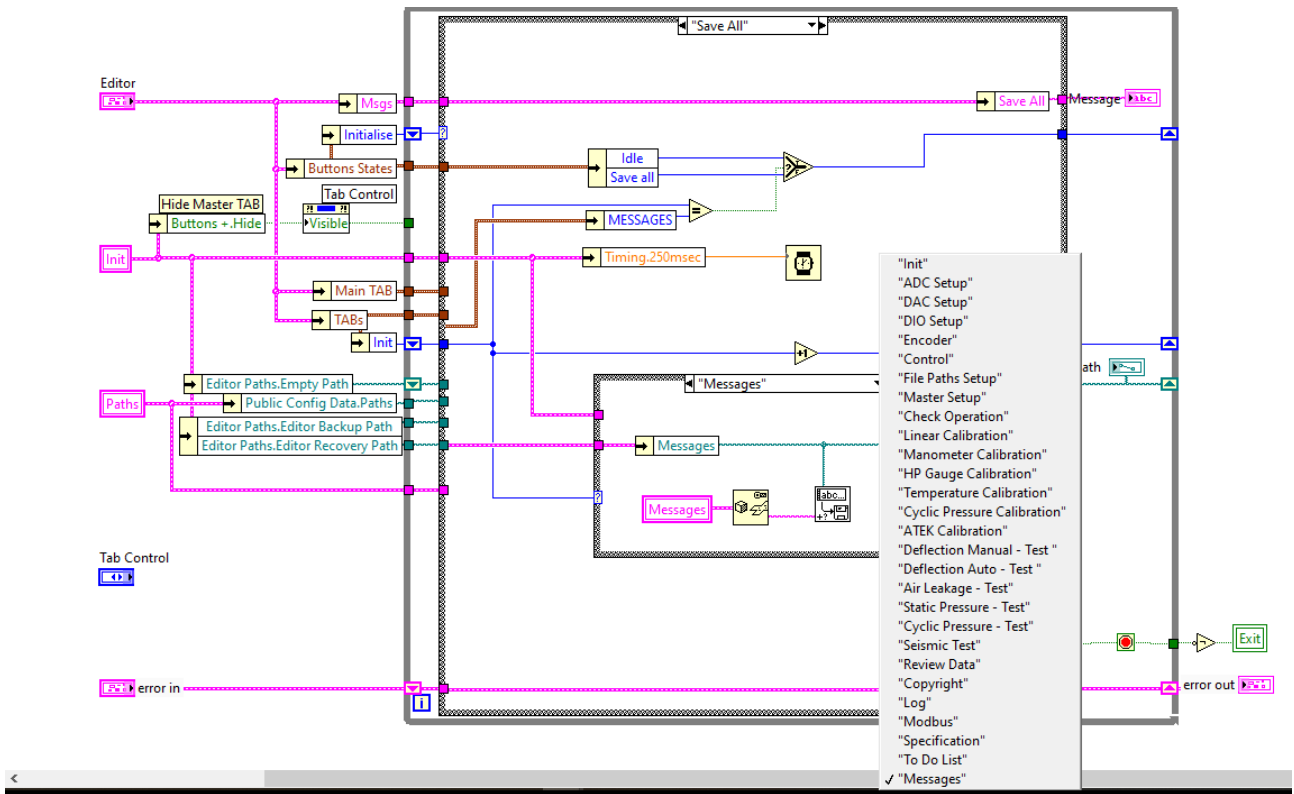 "Save All"
Editor
Msgs
Save All
Message
abc
Initialise
Buttons States
Idle
Save all
Tab Control
Hide Master TAB
Buttons +.Hide
Visible
=
MESSAGES
Init
Timing.250msec
Main TAB
TABs
Init
+1
ath
Editor Paths.Empty Path
"Messages"
Paths
Public Config Data.Paths
Editor Paths.Editor Backup Path
Editor Paths.Editor Recovery Path
Messages
Messages
abc...
Tab Control
Exit
error in
error out
i
"Init"
"ADC Setup"
"DAC Setup"
"DIO Setup"
"Encoder"
"Control"
"File Paths Setup"
"Master Setup"
"Check Operation"
"Linear Calibration"
"Manometer Calibration"
"HP Gauge Calibration"
"Temperature Calibration"
"Cyclic Pressure Calibration"
"ATEK Calibration"
"Deflection Manual - Test "
"Deflection Auto - Test "
"Air Leakage - Test"
"Static Pressure - Test"
"Cyclic Pressure - Test"
"Seismic Test"
"Review Data"
"Copyright"
"Log"
"Modbus"
"Specification"
"To Do List"
"Messages"